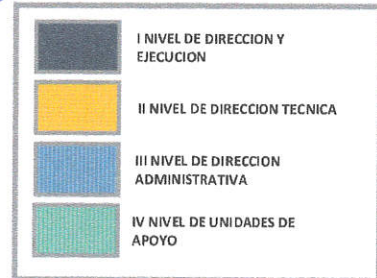 I NIVEL DE DIRECCION Y
EJECUCION
II NIVEL DE DIRECCION TECNICA
III NIVEL DE DIRECCION
ADMINISTRATIVA
IV NIVEL DE UNIDADES DE
APOYO